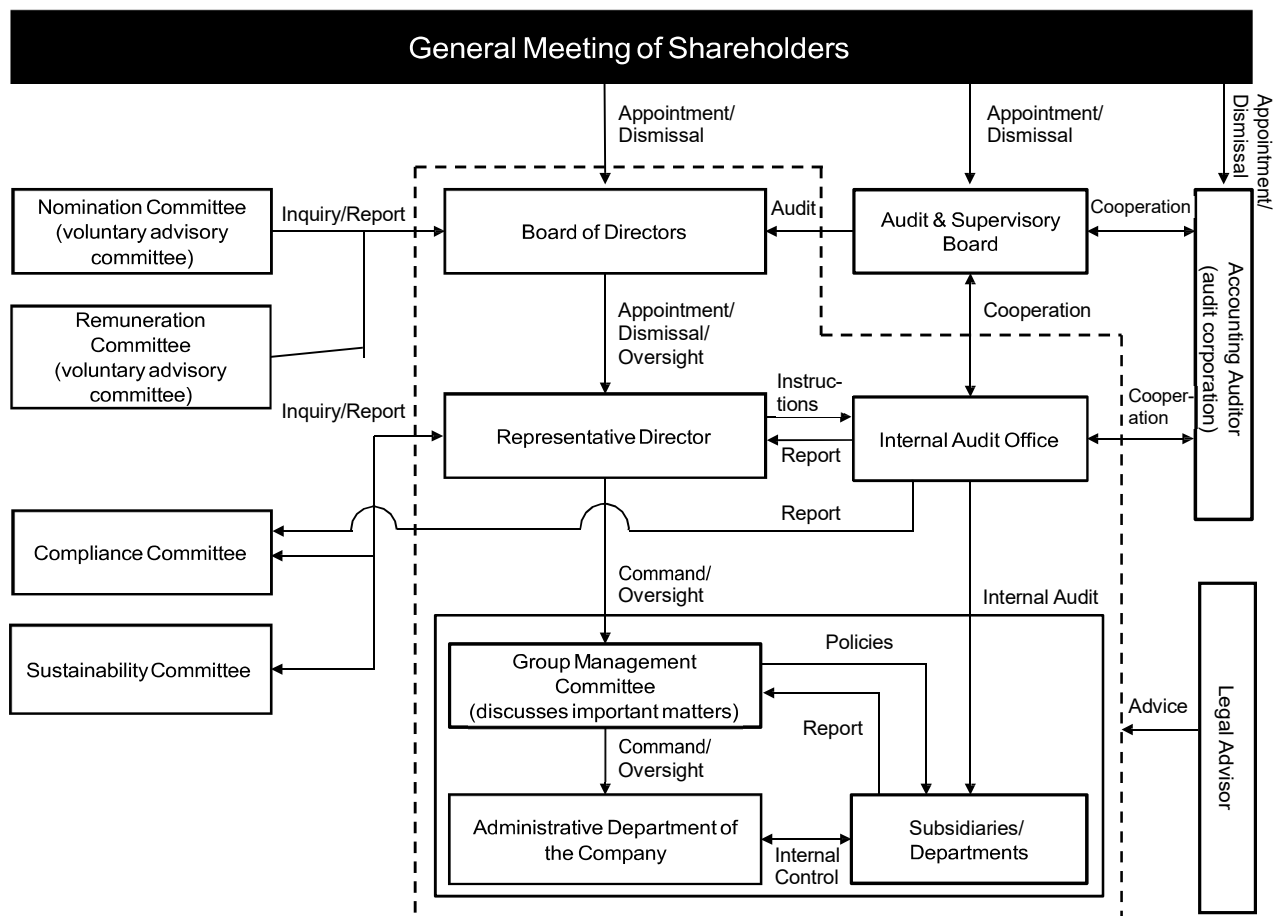 General Meeting of Shareholders
Appointment/
Dismissal
Appointment/
Dismissal
Appointment/
Dismissal
Nomination Committee
(voluntary advisory
committee)
Inquiry/Report
Board of Directors
Audit
Audit & Supervisory
Board
Cooperation
Accounting Auditor
(audit corporation)
Remuneration
Committee
(voluntary advisory
committee)
Appointment/
Dismissal/
Oversight
Cooperation
Inquiry/Report
Representative Director
Instruc-
tions
Report
Internal Audit Office
Cooper-
ation
Report
Compliance Committee
Command/
Oversight
Internal Audit
Sustainability Committee
Group Management
Committee
(discusses important matters)
Policies
Report
Advice
Legal Advisor
Command/
Oversight
Administrative Department of
the Company
Internal
Control
Subsidiaries/
Departments